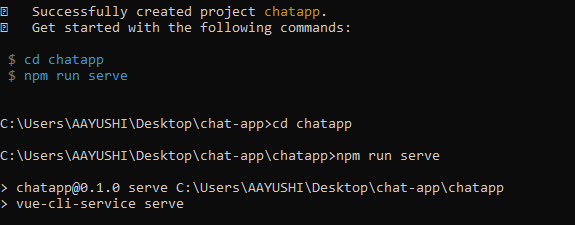 Successfully created project chatapp.
Get started with the following commands:
$ cd chatapp
$ npm run serve
C:\Users\AAYUSHI\Desktop\chat-app>cd chatapp
C:\Users\AAYUSHI\Desktop\chat-app\chatapp>npm run serve
> chatapp@0.1.0 serve C:\Users\AAYUSHI\Desktop\chat-app\chatapp
> vue-cli-service serve